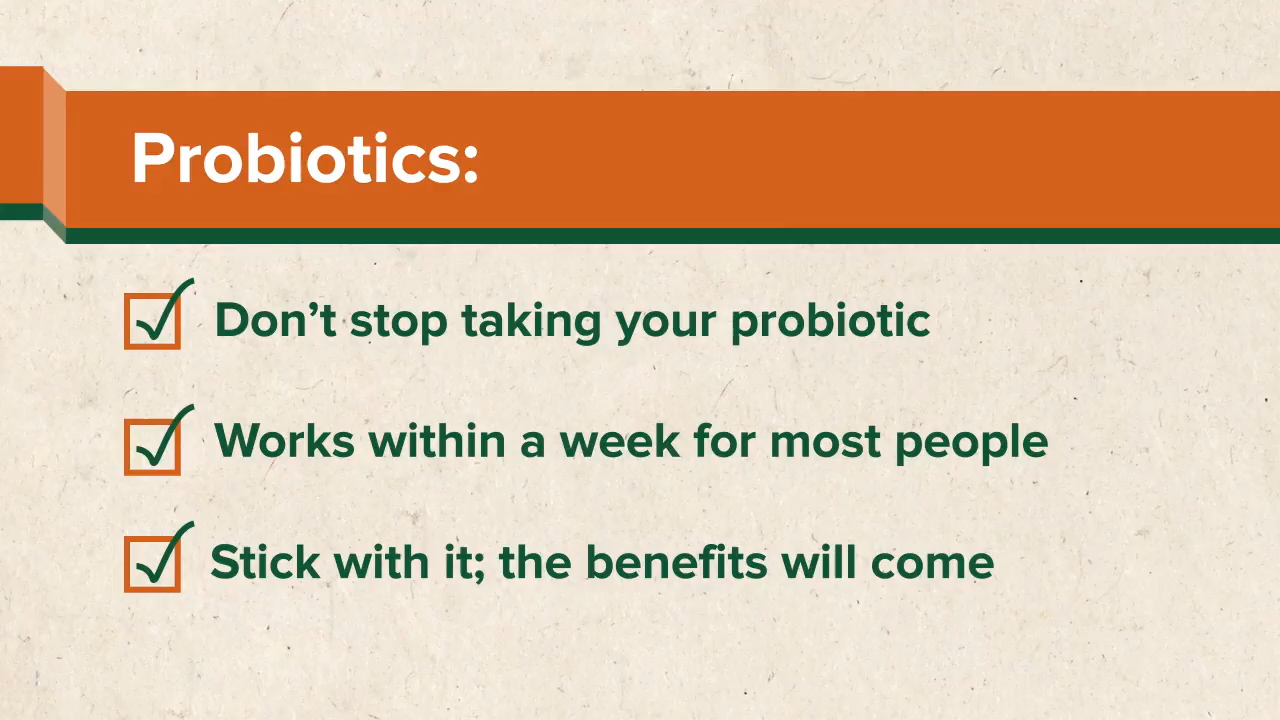 Probiotics:
Don’t stop taking your probiotic
Works within a week for most people
Stick with it; the benefits will come